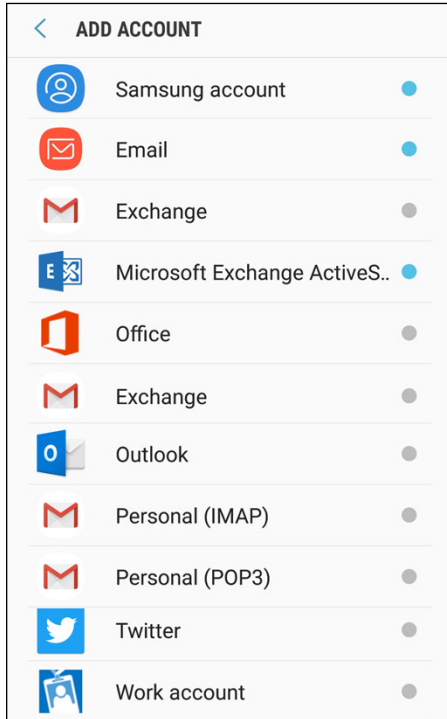 ADD ACCOUNT
Samsung account
Email
Exchange
Microsoft Exchange ActiveS..
Office
Exchange
Outlook
Personal (IMAP)
Personal (POP3)
Twitter
Work account